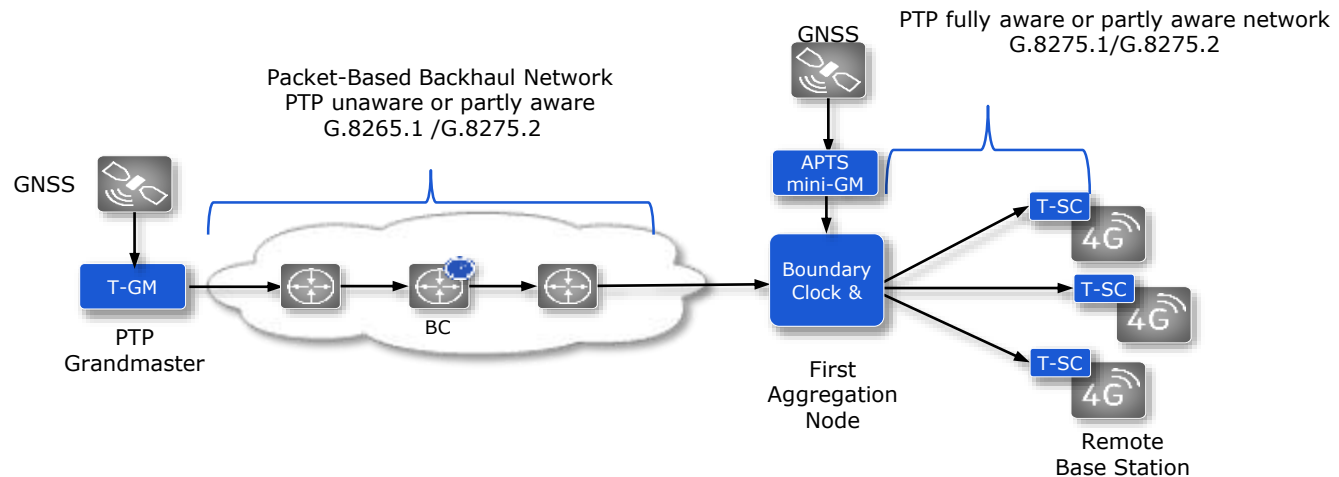 GNSS
PTP fully aware or partly aware network
G.8275.1/G.8275.2
Packet-Based Backhaul Network
PTP unaware or partly aware
G.8265.1 /G.8275.2
GNSS
APTS
mini-GM
T-SC
4G
T-GM
Boundary
Clock &
T-SC
4G
BC
PTP
Grandmaster
T-SC
4G
First
Aggregation
Node
Remote
Base Station